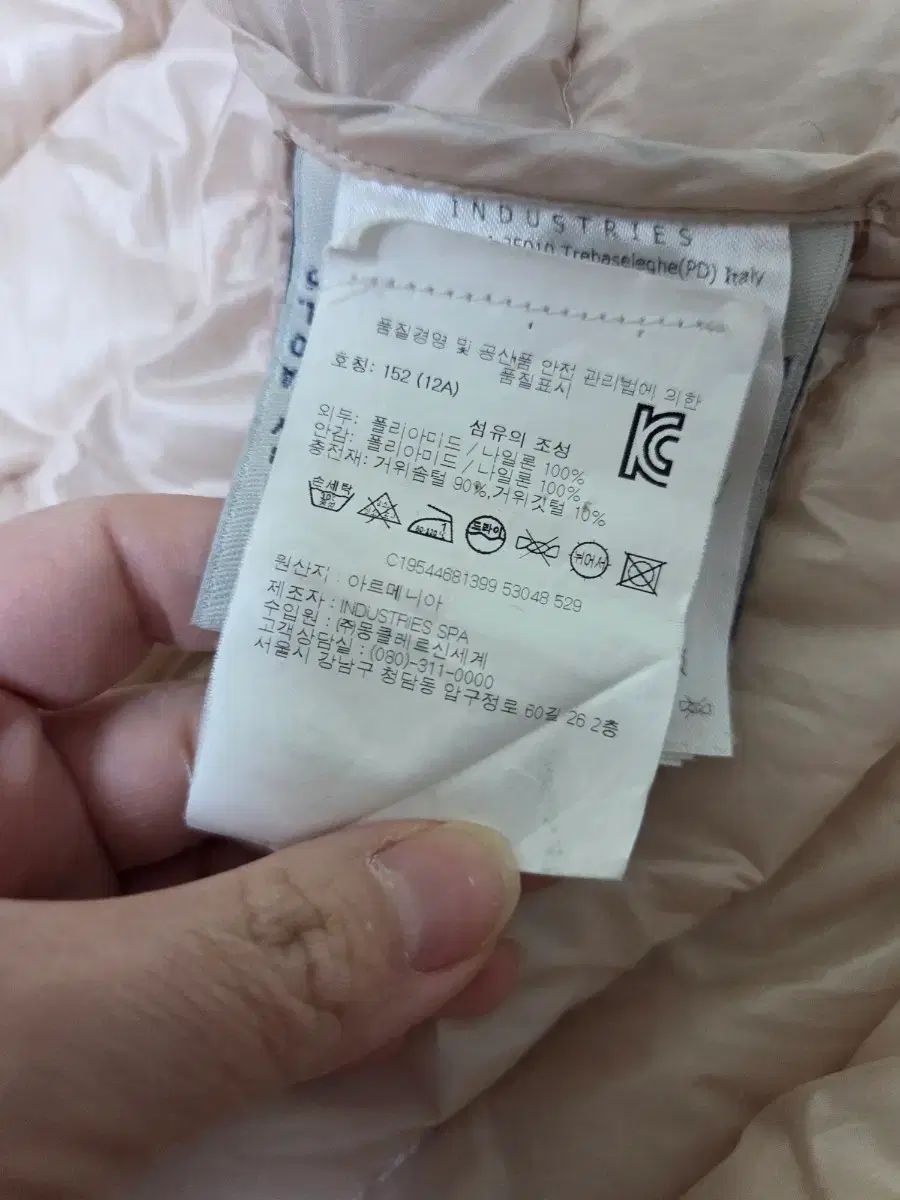 INDUSTRIES
35010 Trebaseleghe(PD) Italy
품질경영 및 공산품 안전 관리법에 의한
품질표시
호칭: 152 (12A)
섬유의 조성
외두: 폴리아미드 / 나일론 100%
안감: 폴리아미드 / 나일론 100%
충전재: 거위솜털 90%, 거위깃털 10%
손세탁
드라이
뉘어서
C19544681399 53048 529
원산지 : 아르메니아
제조자 : INDUSTRIES SPA
수입원 : (주)몽클레르신세계
고객상담실 : (080)-311-0000
서울시 강남구 청담동 압구정로 60길 26 2층